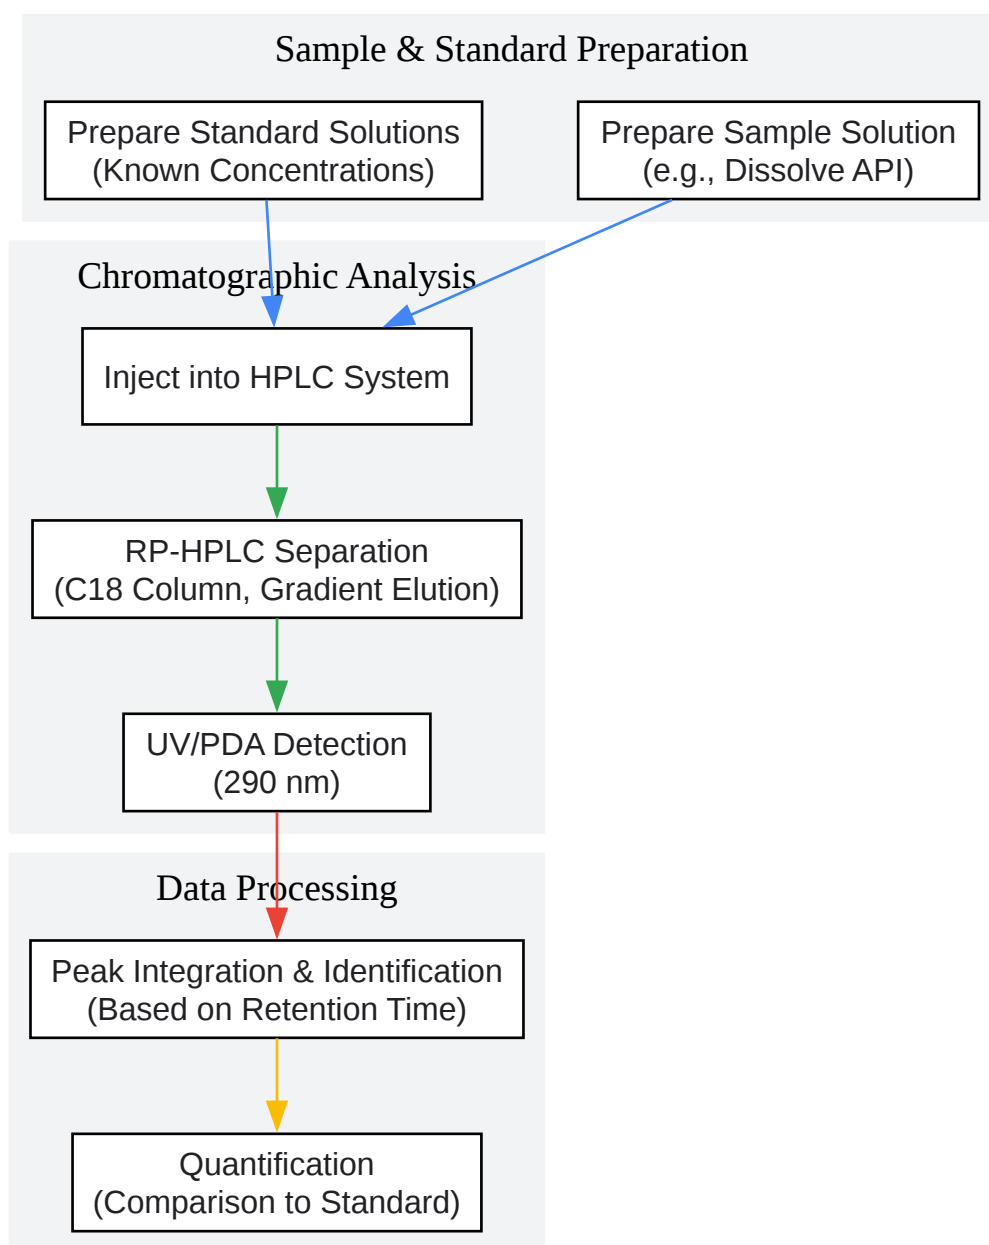 Sample & Standard Preparation
Prepare Standard Solutions
(Known Concentrations)
Prepare Sample Solution
(e.g., Dissolve API)
Chromatographic Analysis
Inject into HPLC System
RP-HPLC Separation
(C18 Column, Gradient Elution)
UV/PDA Detection
(290 nm)
Data Processing
Peak Integration & Identification
(Based on Retention Time)
Quantification
(Comparison to Standard)